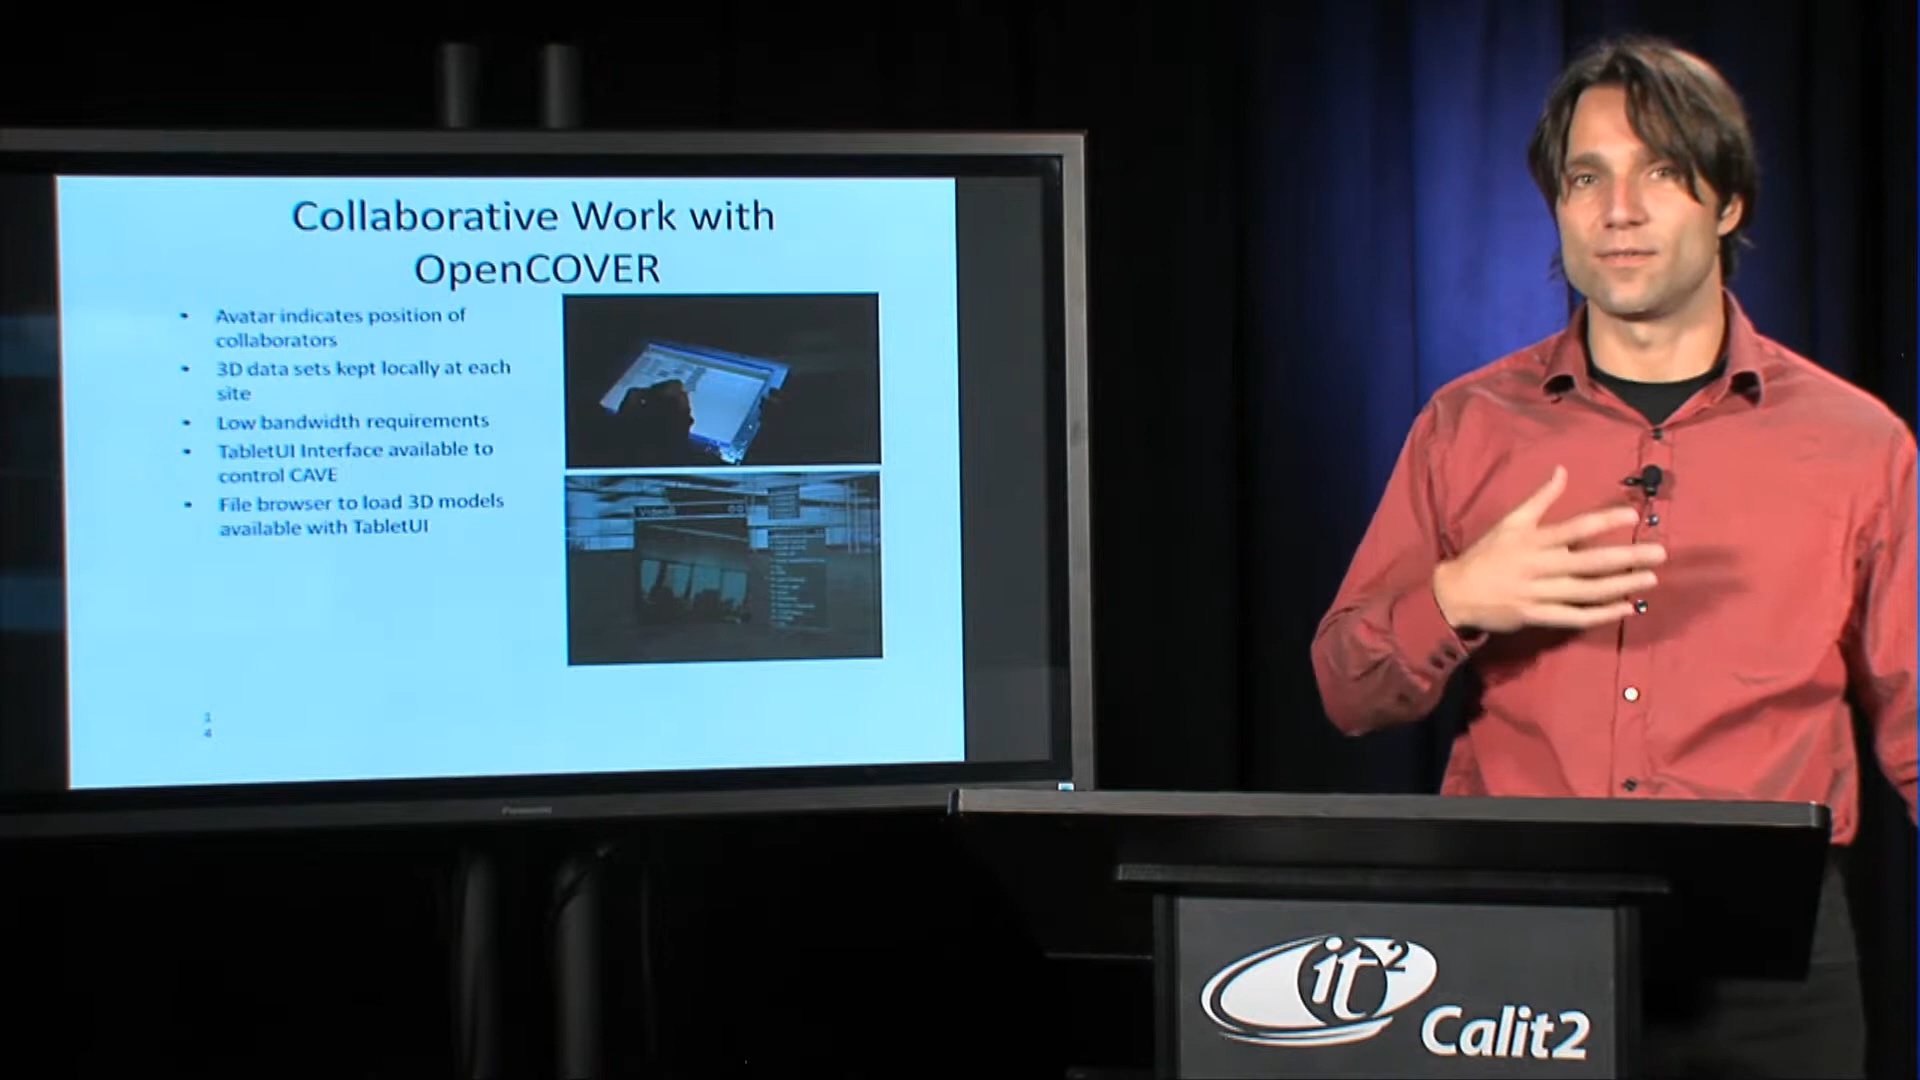 Collaborative Work with
OpenCOVER
• Avatar indicates position of
collaborators
• 3D data sets kept locally at each
site
• Low bandwidth requirements
• TabletUI Interface available to
control CAVE
• File browser to load 3D models
available with TabletUI
Video
1
4
Panasonic
it2
Calit2